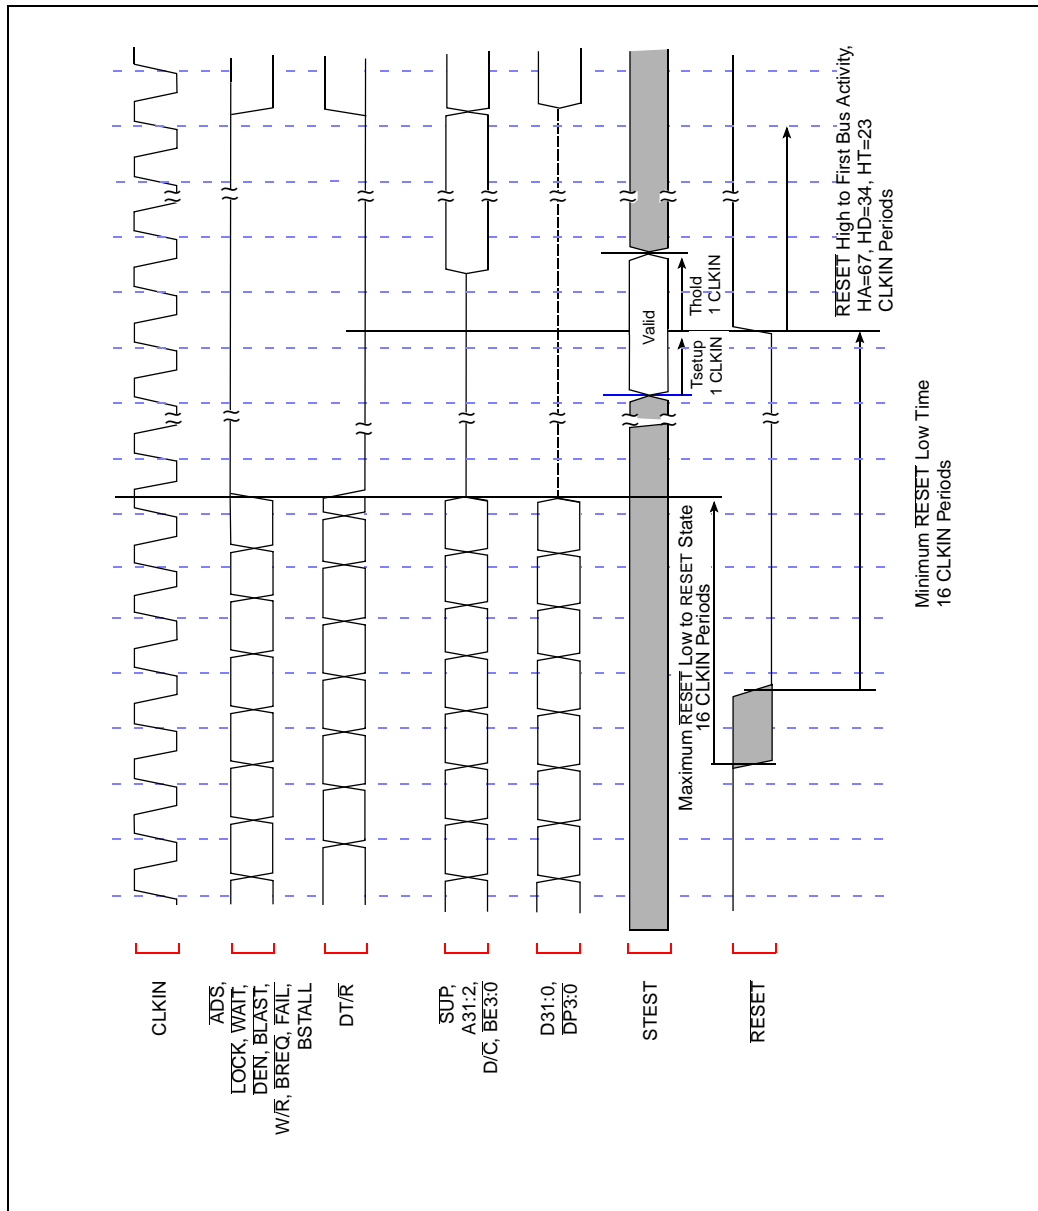 CLKIN
ADS,
LOCK, WAIT,
DEN, BLAST,
W/R, BREQ, FAIL,
BSTALL
DT/R
SUP,
A31:2,
D/C, BE3:0
D31:0,
DP3:0
STEST
RESET
Maximum RESET Low to RESET State
16 CLKIN Periods
Valid
Tsetup
1 CLKIN
Thold
1 CLKIN
Minimum RESET Low Time
16 CLKIN Periods
RESET High to First Bus Activity,
HA=67, HD=34, HT=23
CLKIN Periods